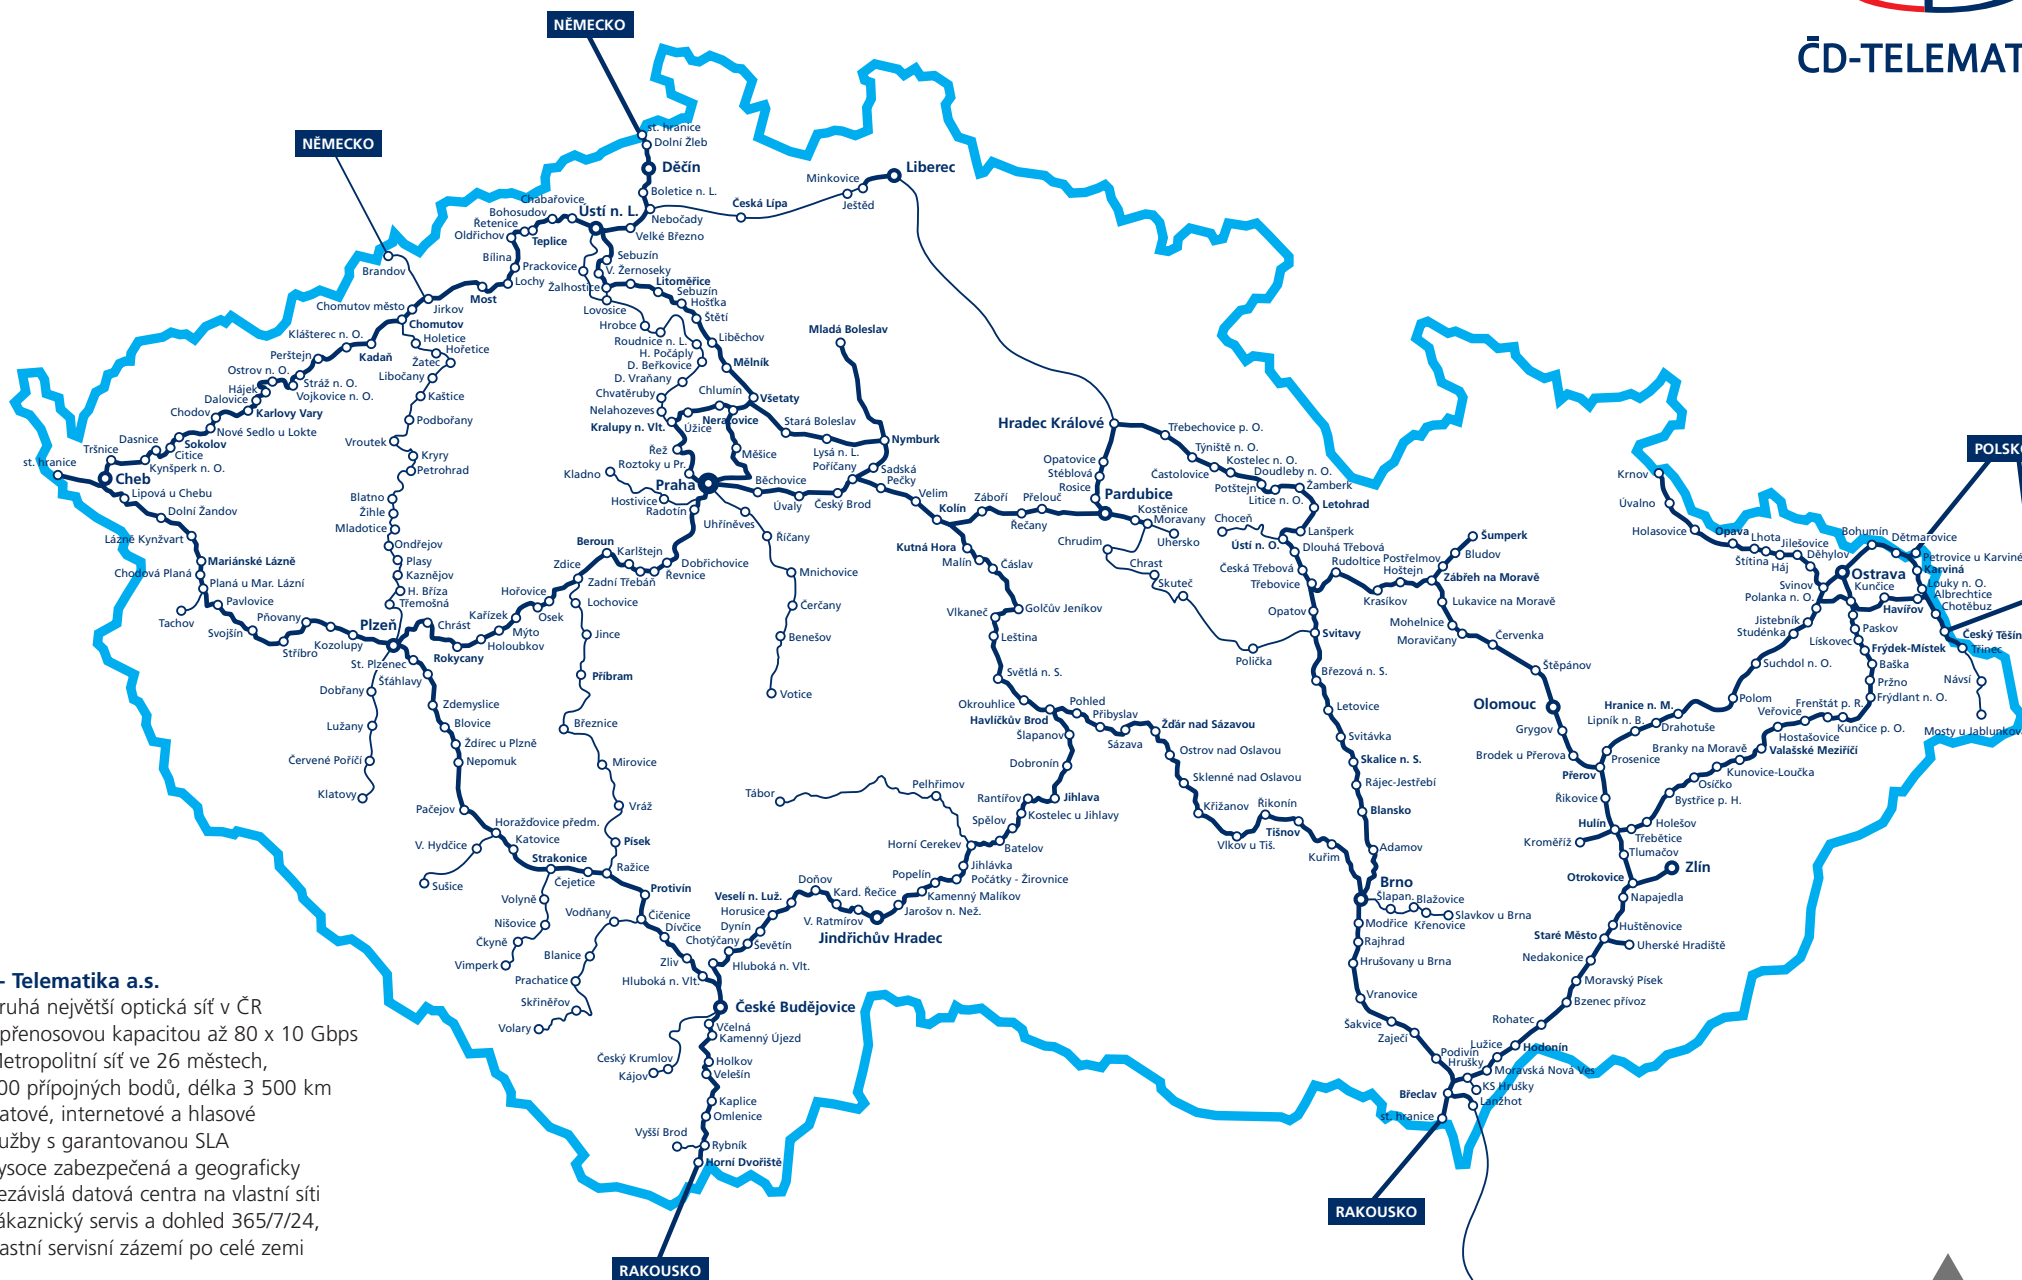 NĚMECKO
ČD-TELEMAT
NĚMECKO
st. hranice
Dolní Žleb
Děčín
Liberec
Minkovice
Ještěd
Boletice n. L.
Česká Lípa
Nebočady
Chabařovice
Bohosudov
Ústí n. L.
Řetenice
Oldřichov
Teplice
Velké Březno
Bílina
Prackovice
Sebuzín
V. Žernoseky
Brandov
Lochy
Žalhostice
Litoměřice
Sebuzín
Hošťka
Most
Chomutov město
Jirkov
Lovosice
Štětí
Chomutov
Hrobce
Mladá Boleslav
Klášterec n. O.
Holetice
Hořetice
Roudnice n. L.
Liběchov
Perštejn
Kadaň
Žatec
H. Počáply
D. Beřkovice
Mělník
Ostrov n. O.
Libočany
D. Vraňany
Stráž n. O.
Hájek
Vojkovice n. O.
Kaštice
Chvatěruby
Chlumín
Všetaty
Dalovice
Chodov
Karlovy Vary
Nelahozeves
Podbořany
Kralupy n. Vlt.
Úžice
Neratovice
Stará Boleslav
Nové Sedlo u Lokte
Hradec Králové
Třebechovice p. O.
Dasnice
Sokolov
Vroutek
Nymburk
Tršnice
Citice
Řež
Měšice
Lysá n. L.
Týniště n. O.
POLSKO
st. hranice
Kynšperk n. O.
Kryry
Roztoky u Pr.
Poříčany
Sadská
Opatovice
Kostelec n. O.
Petrohrad
Kladno
Pečky
Stéblová
Častolovice
Doudleby n. O.
Krnov
Cheb
Praha
Běchovice
Rosice
Potštejn
Žamberk
Lipová u Chebu
Blatno
Hostivice
Úvaly
Český Brod
Velim
Záboří
Přelouč
Pardubice
Litice n. O.
Letohrad
Úvalno
Dolní Žandov
Žihle
Radotín
Kolín
Kostěnice
Mladotice
Uhříněves
Řečany
Moravany
Choceň
Holasovice
Lázně Kynžvart
Ondřejov
Beroun
Říčany
Kutná Hora
Chrudim
Uhersko
Ústí n. O.
Lanšperk
Šumperk
Opava
Lhota
Jilešovice
Bohumín
Dětmarovice
Mariánské Lázně
Plasy
Zdice
Karlštejn
Dobřichovice
Malín
Čáslav
Chrast
Dlouhá Třebová
Bludov
Štítina
Háj
Děhylov
Petrovice u Karviné
Chodová Planá
Kaznějov
Zadní Třebáň
Řevnice
Mnichovice
Česká Třebová
Rudoltice
Postřelmov
Hoštejn
Zábřeh na Moravě
Svinov
Ostrava
Karviná
Planá u Mar. Lázní
H. Bříza
Hořovice
Skuteč
Třebovice
Krasíkov
Polanka n. O.
Kunčice
Louky n. O.
Albrechtice
Pavlovice
Třemošná
Lochovice
Čerčany
Vlkaneč
Golčův Jeníkov
Opatov
Lukavice na Moravě
Havířov
Chotěbuz
Tachov
Pňovany
Plzeň
Chrást
Kařízek
Osek
Mohelnice
Jistebník
Paskov
Svojšín
Mýto
Jince
Benešov
Leština
Svitavy
Moravičany
Červenka
Studénka
Lískovec
Český Těšín
Stříbro
Kozolupy
Holoubkov
Rokycany
Frýdek-Místek
Třinec
St. Plzenec
Polička
Suchdol n. O.
Baška
Šťáhlavy
Příbram
Světlá n. S.
Březová n. S.
Štěpánov
Pržno
Návsí
Dobřany
Votice
Zdemyslice
Okrouhlice
Pohled
Letovice
Olomouc
Hranice n. M.
Polom
Frenštát p. R.
Frýdlant n. O.
Lužany
Blovice
Březnice
Havlíčkův Brod
Přibyslav
Žďár nad Sázavou
Lipník n. B.
Veřovice
Grygov
Drahotuše
Kunčice p. O.
Mosty u Jablunkova
Ždírec u Plzně
Šlapanov
Sázava
Svitávka
Hostašovice
Branky na Moravě
Valašské Meziříčí
Červené Poříčí
Nepomuk
Mirovice
Dobronín
Ostrov nad Oslavou
Skalice n. S.
Brodek u Přerova
Prosenice
Kunovice-Loučka
Klatovy
Tábor
Pelhřimov
Sklenné nad Oslavou
Rájec-Jestřebí
Přerov
Osíčko
Pačejov
Vráž
Rantířov
Jihlava
Křižanov
Řikonín
Blansko
Řikovice
Bystřice p. H.
Horažďovice předm.
Spělov
Kostelec u Jihlavy
Hulín
Holešov
V. Hydčice
Katovice
Písek
Horní Cerekev
Batelov
Vlkov u Tiš.
Tišnov
Kuřim
Adamov
Kroměříž
Třebětice
Strakonice
Ražice
Jihlávka
Tlumačov
Sušice
Čejetice
Protivín
Doňov
Popelín
Počátky - Žirovnice
Brno
Otrokovice
Zlín
Volyně
Veselí n. Luž.
Kard. Řečice
Kamenný Malíkov
Šlapan.
Blažovice
Napajedla
Vodňany
Čičenice
Horusice
V. Ratmírov
Jarošov n. Než.
Slavkov u Brna
Nišovice
Dívčice
Dynín
Modřice
Křenovice
Huštěnovice
Čkyně
Chotýčany
Ševětín
Jindřichův Hradec
Rajhrad
Staré Město
Uherské Hradiště
Vimperk
Blanice
Zliv
Hluboká n. Vlt.
Hrušovany u Brna
Nedakonice
Prachatice
Hluboká n. Vlt.
Moravský Písek
- Telematika a.s.
Skřiněřov
České Budějovice
Vranovice
Bzenec přívoz
ruhá největší optická síť v ČR
Volary
Včelná
Šakvice
Rohatec
přenosovou kapacitou až 80 x 10 Gbps
Kamenný Újezd
Zaječí
Metropolitní síť ve 26 městech,
Český Krumlov
Holkov
Podivín
Lužice
Hodonín
Kájov
Velešín
Hrušky
Moravská Nová Ves
00 přípojných bodů, délka 3 500 km
Kaplice
Břeclav
KS Hrušky
Lanžhot
atové, internetové a hlasové
Omlenice
st. hranice
užby s garantovanou SLA
Vyšší Brod
Rybník
ysoce zabezpečená a geograficky
Horní Dvořiště
ezávislá datová centra na vlastní síti
ákaznický servis a dohled 365/7/24,
RAKOUSKO
lastní servisní zázemí po celé zemi
RAKOUSKO